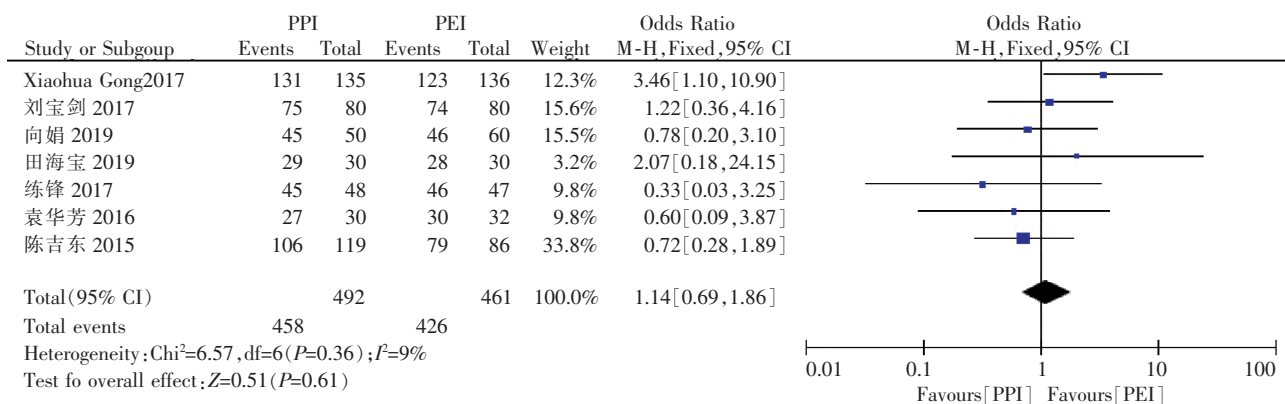 PPI PEI Odds Ratio Odds Ratio
Study or Subgoup Events Total Events Total Weight M-H,Fixed,95% CI M-H,Fixed,95% CI
Xiaohua Gong2017 131 135 123 136 12.3% 3.46[1.10,10.90]
刘宝剑 2017 75 80 74 80 15.6% 1.22[0.36,4.16]
向娟 2019 45 50 46 60 15.5% 0.78[0.20,3.10]
田海宝 2019 29 30 28 30 3.2% 2.07[0.18,24.15]
练锋 2017 45 48 46 47 9.8% 0.33[0.03,3.25]
袁华芳 2016 27 30 30 32 9.8% 0.60[0.09,3.87]
陈吉东 2015 106 119 79 86 33.8% 0.72[0.28,1.89]
Total(95% CI) 492 461 100.0% 1.14[0.69,1.86]
Total events 458 426
Heterogeneity:Chi²=6.57,df=6(P=0.36);I²=9%
Test fo overall effect:Z=0.51(P=0.61)
0.01 0.1 1 10 100
Favours[PPI] Favours[PEI]